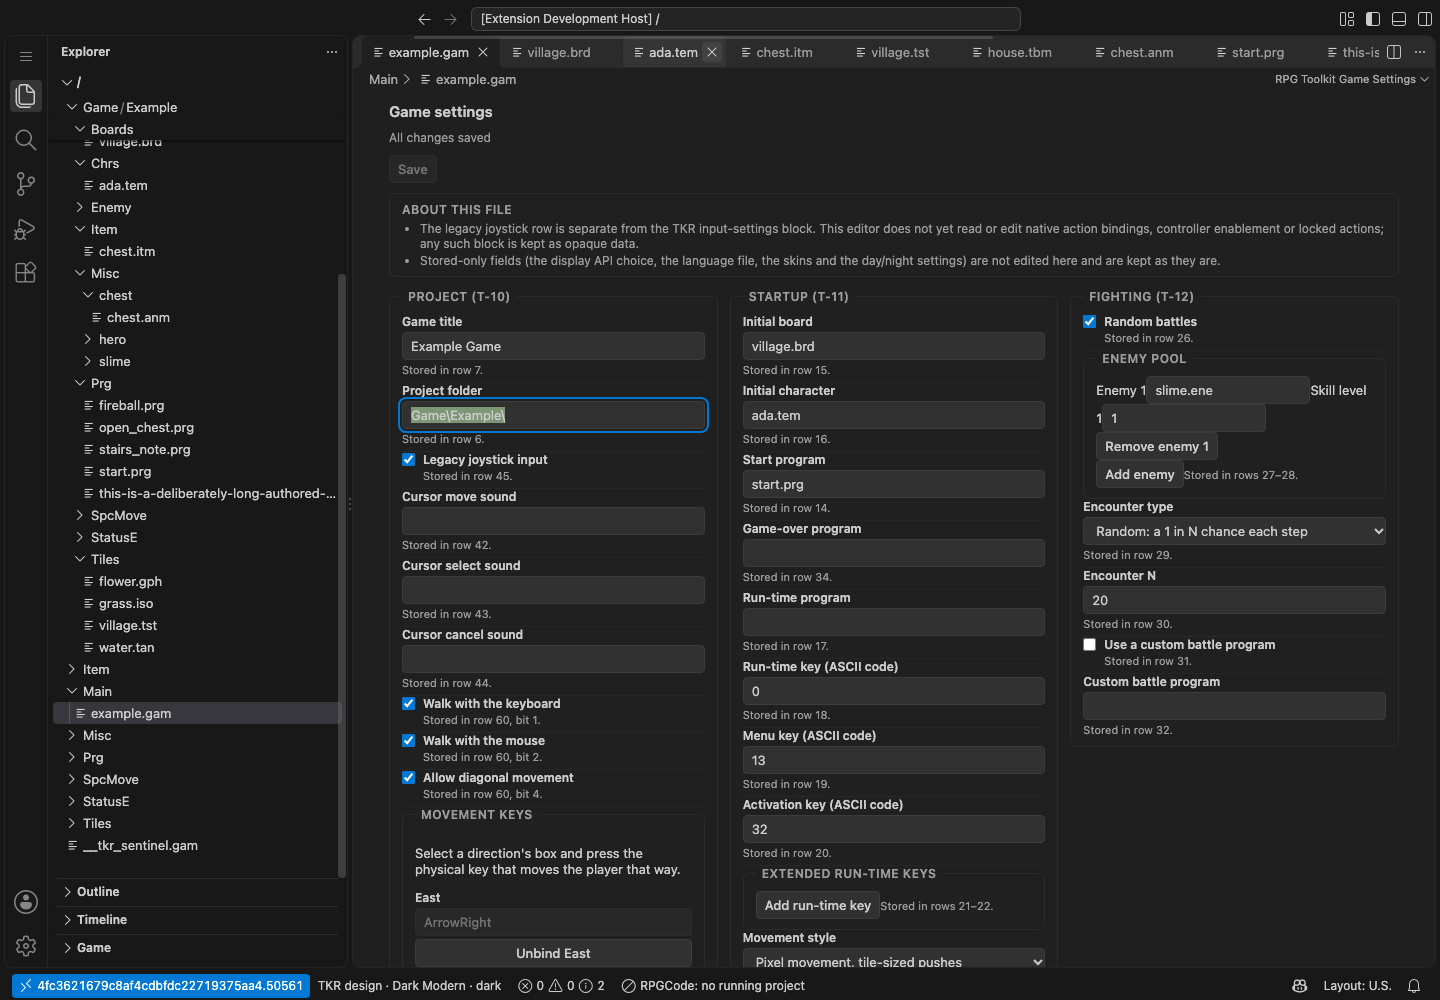 [Extension Development Host] /
Explorer
/
Game / Example
Boards
village.brd
Chrs
ada.tem
Enemy
Item
chest.itm
Misc
chest
chest.anm
hero
slime
Prg
fireball.prg
open_chest.prg
stairs_note.prg
start.prg
this-is-a-deliberately-long-authored-...
SpcMove
StatusE
Tiles
flower.gph
grass.iso
village.tst
water.tan
Item
Main
example.gam
Misc
Prg
SpcMove
StatusE
Tiles
__tkr_sentinel.gam
Outline
Timeline
Game
example.gam village.brd ada.tem chest.itm village.tst house.tbm chest.anm start.prg this-is
Main example.gam
RPG Toolkit Game Settings
Game settings
All changes saved
Save
ABOUT THIS FILE
• The legacy joystick row is separate from the TKR input-settings block. This editor does not yet read or edit native action bindings, controller enablement or locked actions;
any such block is kept as opaque data.
• Stored-only fields (the display API choice, the language file, the skins and the day/night settings) are not edited here and are kept as they are.
PROJECT (T-10)
Game title
Example Game
Stored in row 7.
Project folder
Game\Example\
Stored in row 6.
Legacy joystick input
Stored in row 45.
Cursor move sound
Stored in row 42.
Cursor select sound
Stored in row 43.
Cursor cancel sound
Stored in row 44.
Walk with the keyboard
Stored in row 60, bit 1.
Walk with the mouse
Stored in row 60, bit 2.
Allow diagonal movement
Stored in row 60, bit 4.
MOVEMENT KEYS
Select a direction's box and press the
physical key that moves the player that way.
East
ArrowRight
Unbind East
STARTUP (T-11)
Initial board
village.brd
Stored in row 15.
Initial character
ada.tem
Stored in row 16.
Start program
start.prg
Stored in row 14.
Game-over program
Stored in row 34.
Run-time program
Stored in row 17.
Run-time key (ASCII code)
0
Stored in row 18.
Menu key (ASCII code)
13
Stored in row 19.
Activation key (ASCII code)
32
Stored in row 20.
EXTENDED RUN-TIME KEYS
Add run-time key Stored in rows 21–22.
Movement style
Pixel movement, tile-sized pushes
FIGHTING (T-12)
Random battles
Stored in row 26.
ENEMY POOL
Enemy 1 slime.ene Skill level
1 1
Remove enemy 1
Add enemy Stored in rows 27–28.
Encounter type
Random: a 1 in N chance each step
Stored in row 29.
Encounter N
20
Stored in row 30.
Use a custom battle program
Stored in row 31.
Custom battle program
Stored in row 32.
4fc3621679c8af4cdbfdc22719375aa4.50561 TKR design · Dark Modern · dark 0 0 2 RPGCode: no running project Layout: U.S.